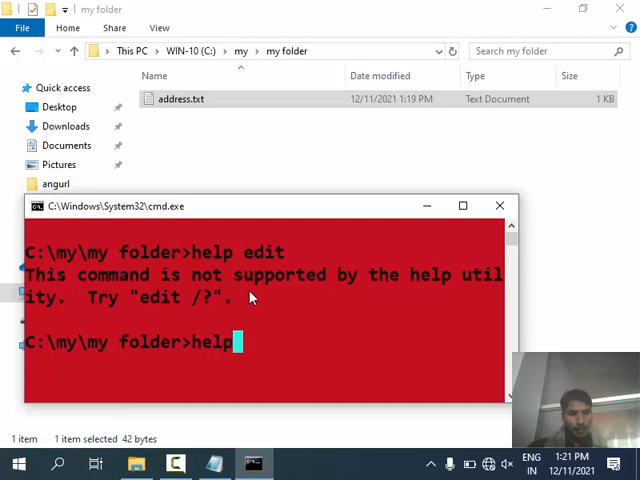 my folder
File
Home
Share
View
This PC
WIN-10 (C:)
my
my folder
Search my folder
Name
Date modified
Type
Size
Quick access
Desktop
Downloads
Documents
Pictures
angurl
address.txt
12/11/2021 1:19 PM
Text Document
1 KB
C:\Windows\System32\cmd.exe
C:\my\my folder>help edit
This command is not supported by the help util
ity.  Try "edit /?".
C:\my\my folder>help
1 item
1 item selected 42 bytes
ENG
IN
1:21 PM
12/11/2021